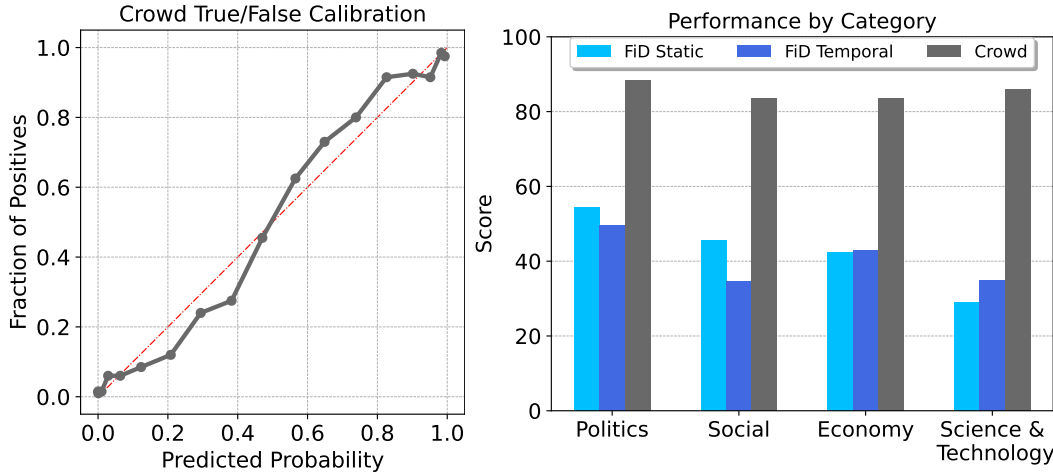 Crowd True/False Calibration
Fraction of Positives
1.0
0.8
0.6
0.4
0.2
0.0
0.0 0.2 0.4 0.6 0.8 1.0
Predicted Probability
Performance by Category
FiD Static FiD Temporal Crowd
Score
100
80
60
40
20
0
Politics Social Economy Science &
Technology